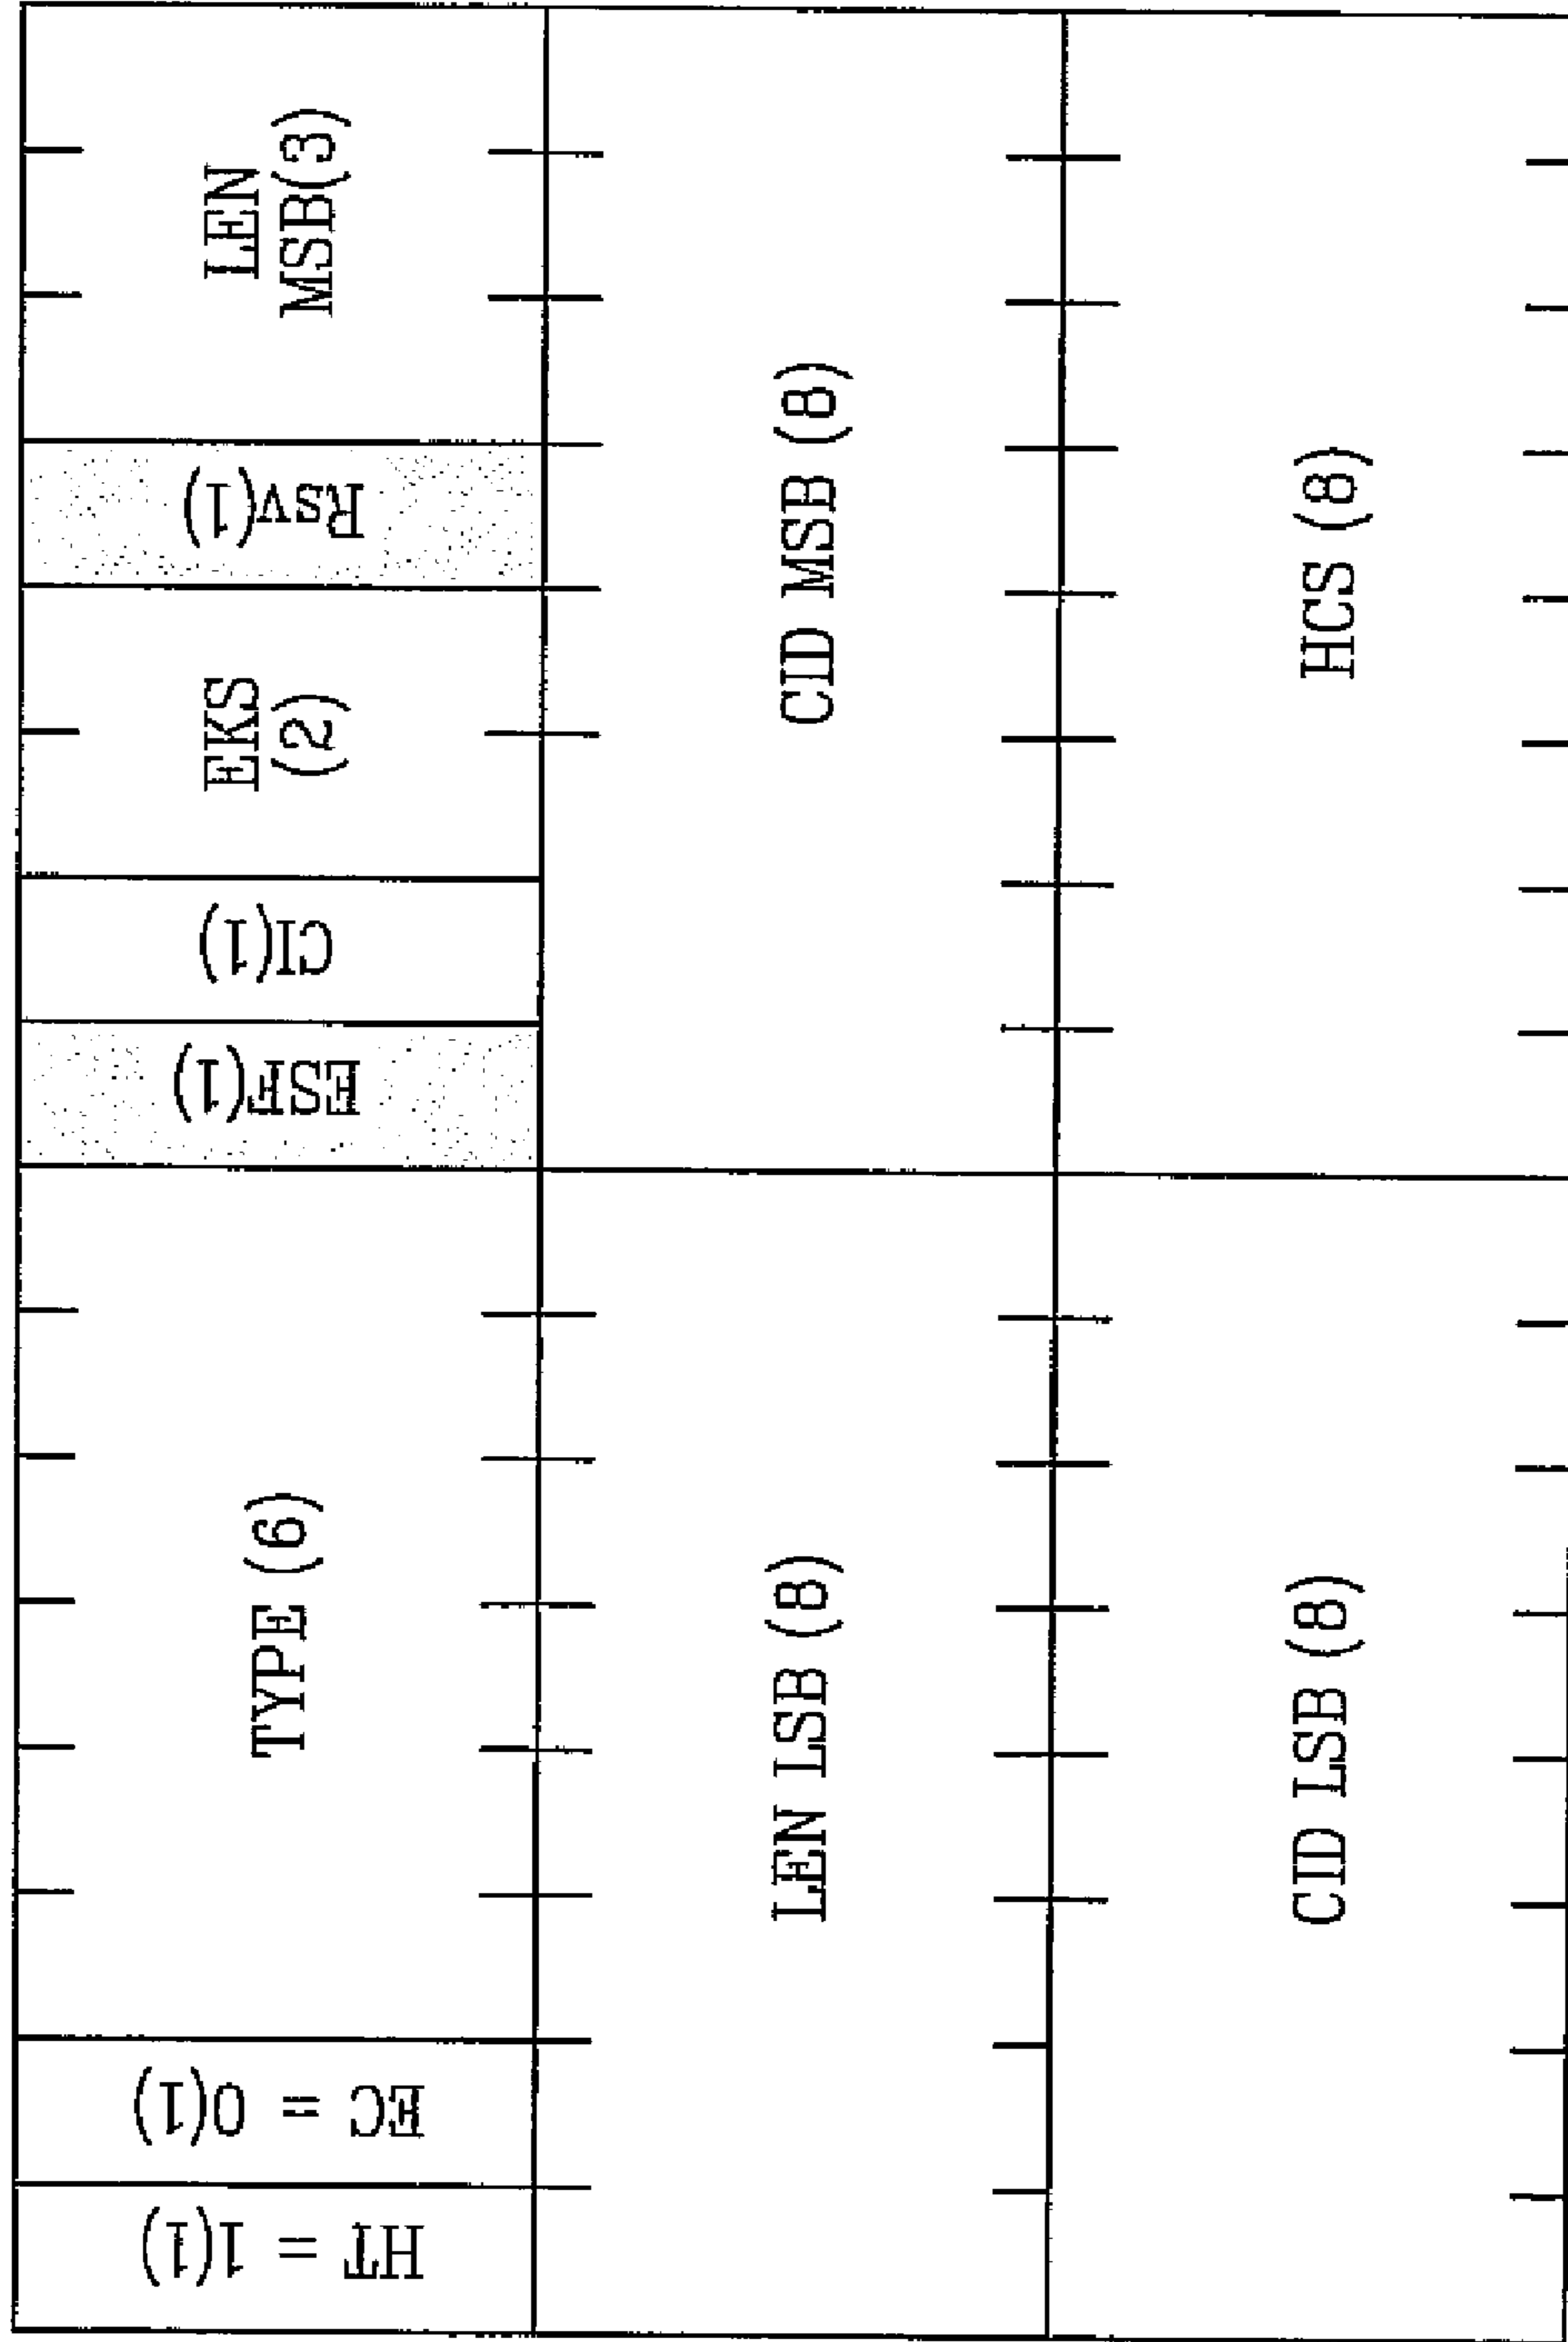 HT = 1(1)
EC = 0(1)
TYPE (6)
ESF(1)
CI(1)
EKS
(2)
Rsv(1)
LEN
MSB(3)
LEN LSB (8)
CID MSB (8)
CID LSB (8)
HCS (8)